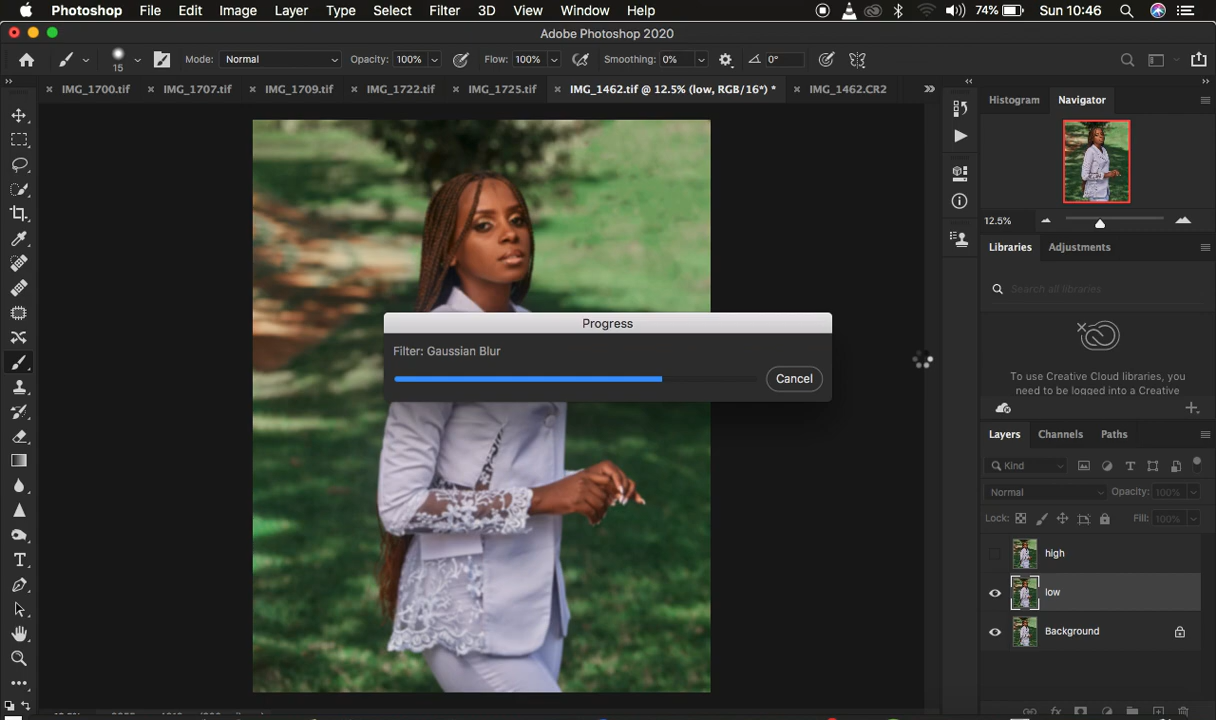 Photoshop File Edit Image Layer Type Select Filter 3D View Window Help 74% Sun 10:46
Adobe Photoshop 2020
15 Mode: Normal Opacity: 100% Flow: 100% Smoothing: 0% 0°
IMG_1700.tif IMG_1707.tif IMG_1709.tif IMG_1722.tif IMG_1725.tif IMG_1462.tif @ 12.5% (low, RGB/16*) * IMG_1462.CR2
Histogram Navigator
12.5%
Libraries Adjustments
Search all libraries
Progress
Filter: Gaussian Blur
Cancel
To use Creative Cloud libraries, you
need to be logged into a Creative
Layers Channels Paths
Kind
Normal Opacity: 100%
Lock: Fill: 100%
high
low
Background